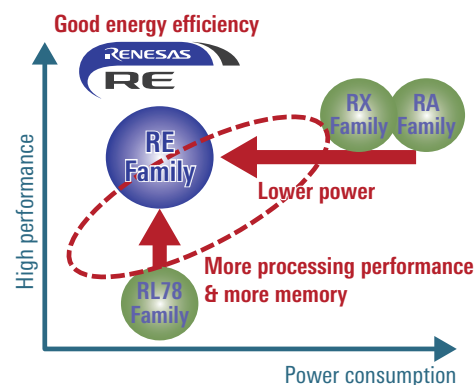 Good energy efficiency
RENESAS
RE
RE
Family
RX
Family
RA
Family
Lower power
More processing performance
& more memory
RL78
Family
High performance
Power consumption